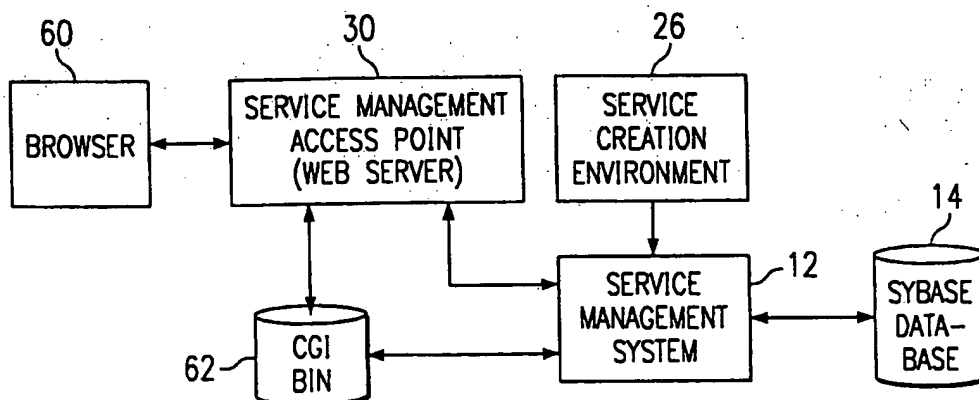 60
30
26
BROWSER
SERVICE MANAGEMENT
ACCESS POINT
(WEB SERVER)
SERVICE
CREATION
ENVIRONMENT
14
12
SERVICE
MANAGEMENT
SYSTEM
SYBASE
DATA-
BASE
62
CGI
BIN